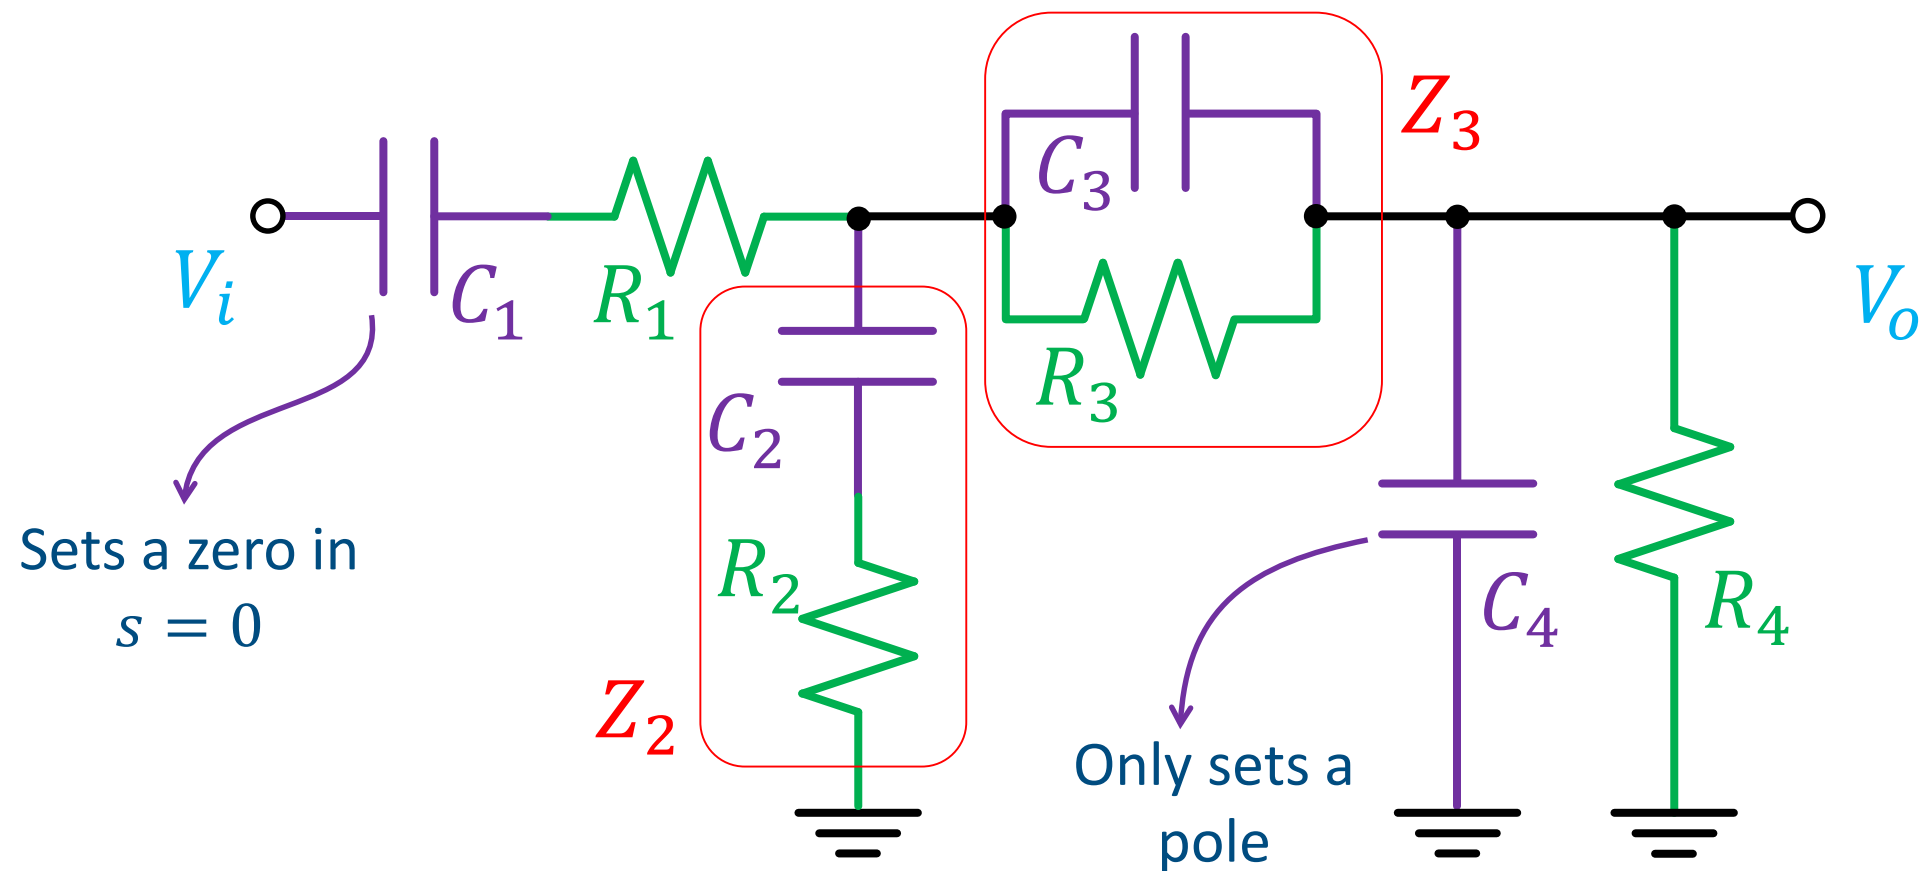 Z₃
C₃
Vᵢ
C₁
R₁
Vₒ
R₃
C₂
Sets a zero in
s = 0
R₂
C₄
R₄
Z₂
Only sets a
pole